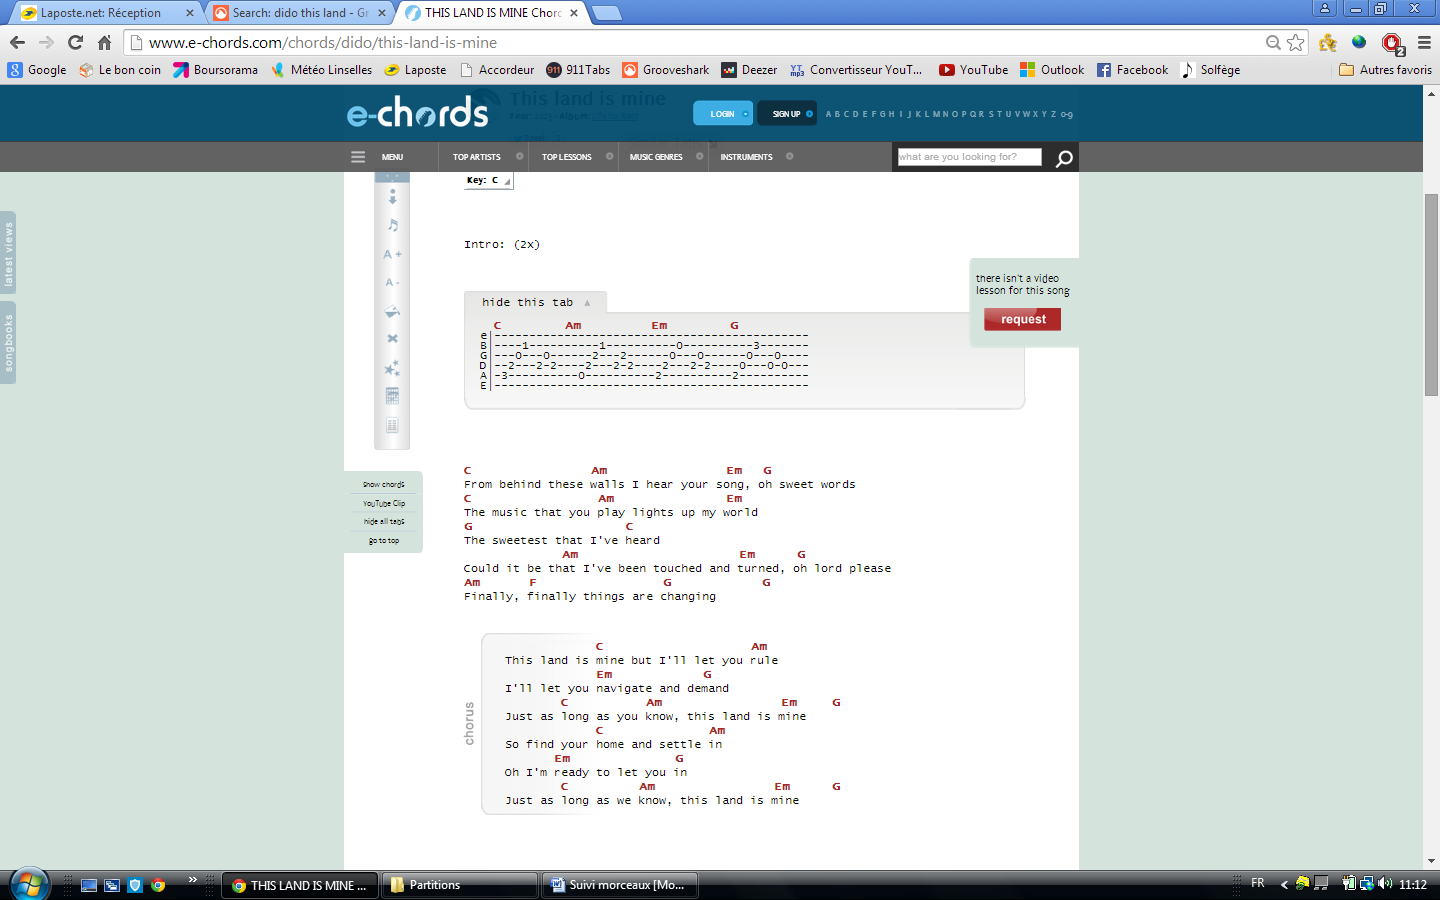 Laposte.net: Réception
Search: dido this land - Gr
THIS LAND IS MINE Chord
www.e-chords.com/chords/dido/this-land-is-mine
Google Le bon coin Boursorama Météo Linselles Laposte Accordeur 911Tabs Grooveshark Deezer Convertisseur YouT... YouTube Outlook Facebook Solfège Autres favoris
This land is mine
e-chords
LOGIN SIGN UP A B C D E F G H I J K L M N O P Q R S T U V W X Y Z 0-9
MENU TOP ARTISTS TOP LESSONS MUSIC GENRES INSTRUMENTS what are you looking for?
Key: C
latest views
songbooks
A +
A -
Intro: (2x)
there isn't a video
lesson for this song
request
hide this tab
C Am Em G
e|---------------------------------------------
B|----1----------1----------0----------3-------
G|---0---0------2---2------0---0------0---0----
D|--2---2-2----2---2-2----2---2-2----0---0-0---
A|-3----------0----------2----------2----------
E|---------------------------------------------
show chords
YouTube Clip
hide all tabs
go to top
C Am Em G
From behind these walls I hear your song, oh sweet words
C Am Em
The music that you play lights up my world
G C
The sweetest that I've heard
Am Em G
Could it be that I've been touched and turned, oh lord please
Am F G G
Finally, finally things are changing
chorus
C Am
This land is mine but I'll let you rule
Em G
I'll let you navigate and demand
C Am Em G
Just as long as you know, this land is mine
C Am
So find your home and settle in
Em G
Oh I'm ready to let you in
C Am Em G
Just as long as we know, this land is mine
THIS LAND IS MINE ... Partitions Suivi morceaux [Mo... FR 11:12